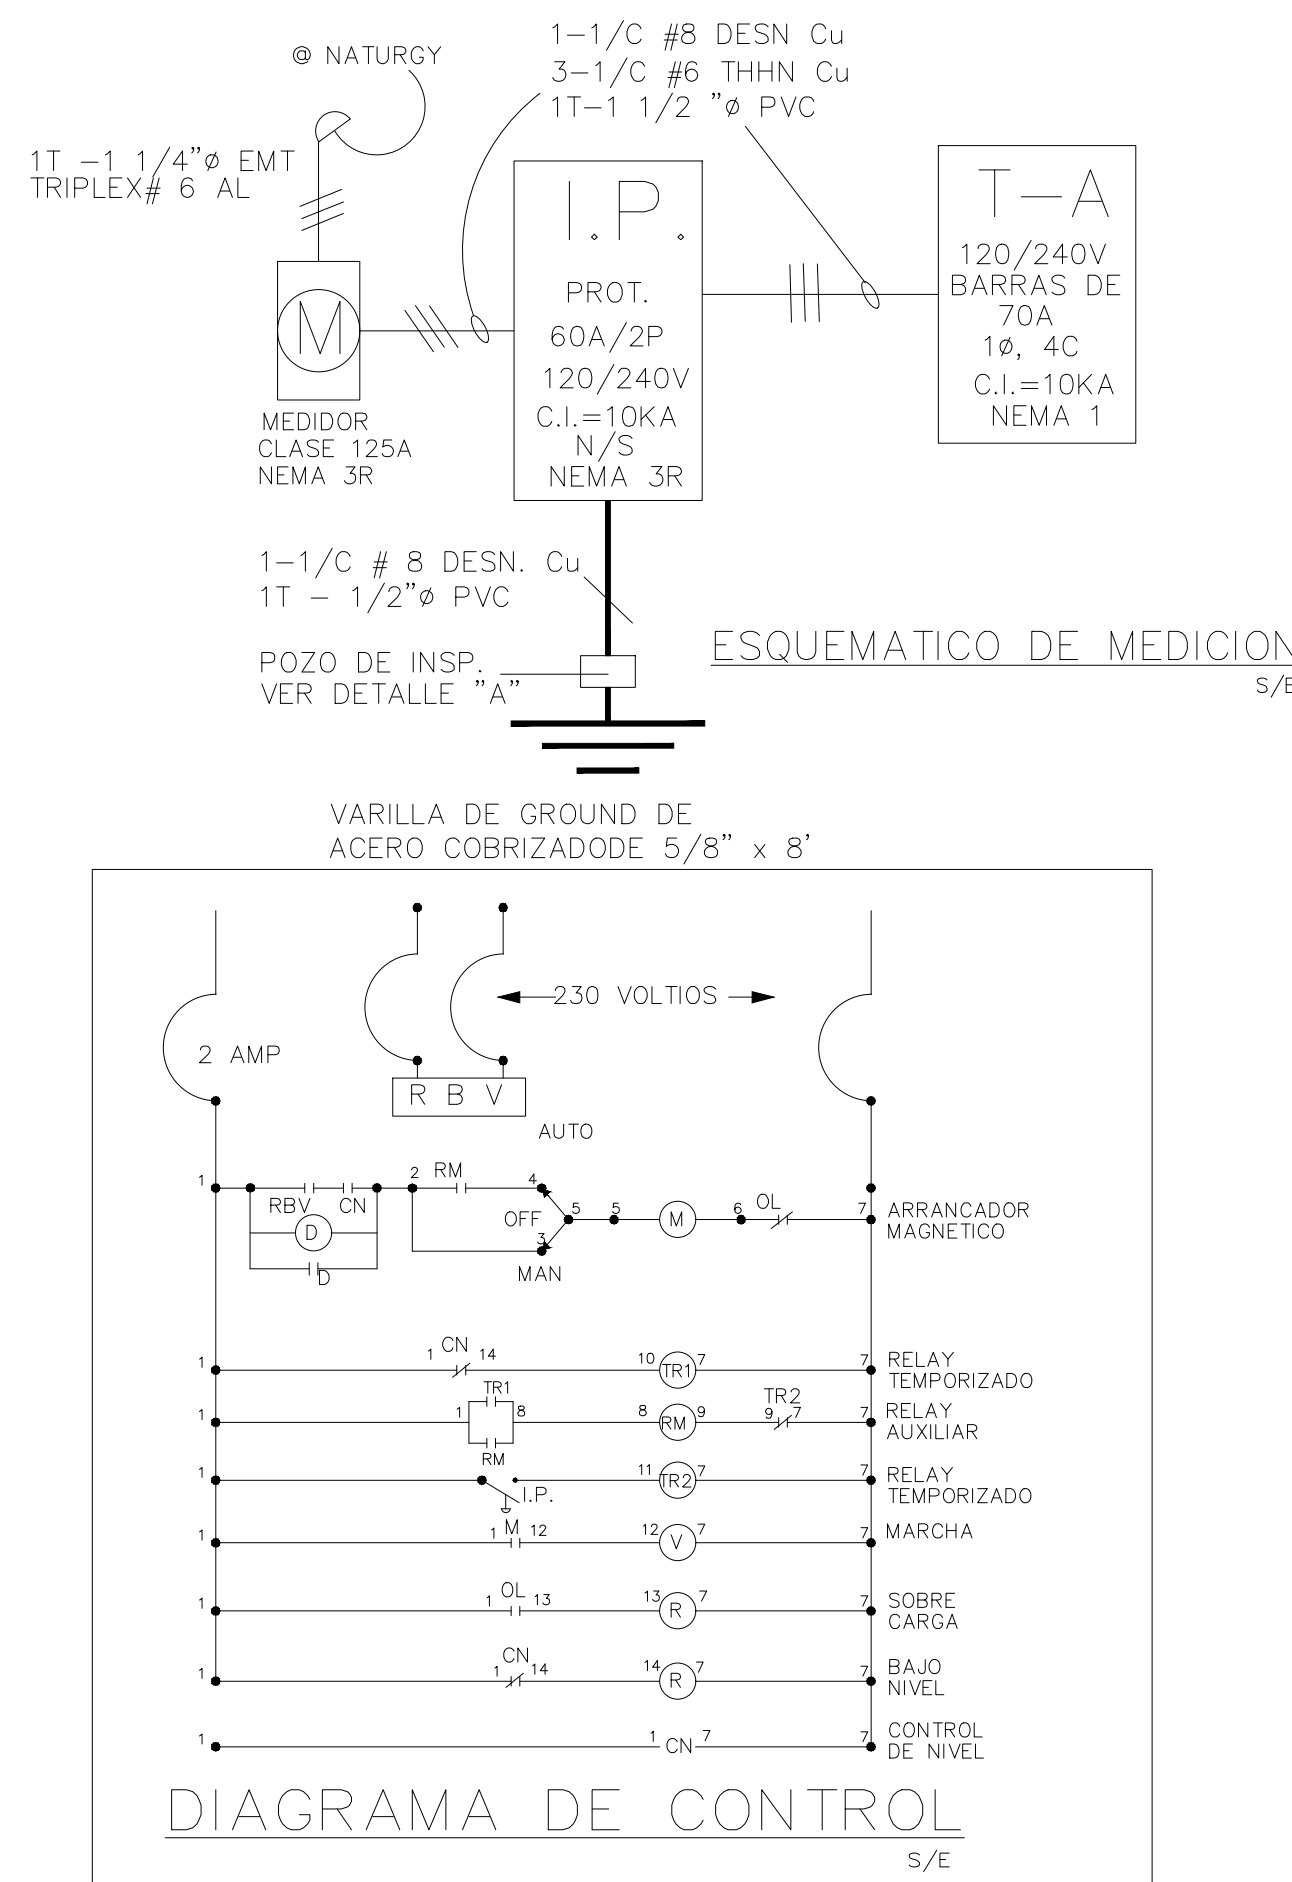 1-1/C #8 DESN Cu
3-1/C #6 THHN Cu
1T-1 1/2 "ø PVC
@ NATURGY
1T -1 1/4"ø EMT
TRIPLEX# 6 AL
M
MEDIDOR
CLASE 125A
NEMA 3R
I.P.
PROT.
60A/2P
120/240V
C.I.=10KA
N/S
NEMA 3R
T-A
120/240V
BARRAS DE
70A
1ø, 4C
C.I.=10KA
NEMA 1
1-1/C # 8 DESN. Cu
1T - 1/2"ø PVC
POZO DE INSP.
VER DETALLE "A"
ESQUEMATICO DE MEDICION
S/E
VARILLA DE GROUND DE
ACERO COBRIZADODE 5/8" x 8'
230 VOLTIOS
2 AMP
R B V
AUTO
1 RBV CN 2 RM 4
D
D
OFF 5 5 M 6 OL 7
3
MAN
ARRANCADOR
MAGNETICO
1 1 CN 14 10 TR1 7 7
RELAY
TEMPORIZADO
TR1
1 1 8 8 RM 9 9 TR2 7 7
RM
RELAY
AUXILIAR
1 I.P. 11 TR2 7 7
RELAY
TEMPORIZADO
1 1 M 12 12 V 7 7
MARCHA
1 1 OL 13 13 R 7 7
SOBRE
CARGA
1 1 CN 14 14 R 7 7
BAJO
NIVEL
1 1 CN 7 7
CONTROL
DE NIVEL
DIAGRAMA DE CONTROL
S/E